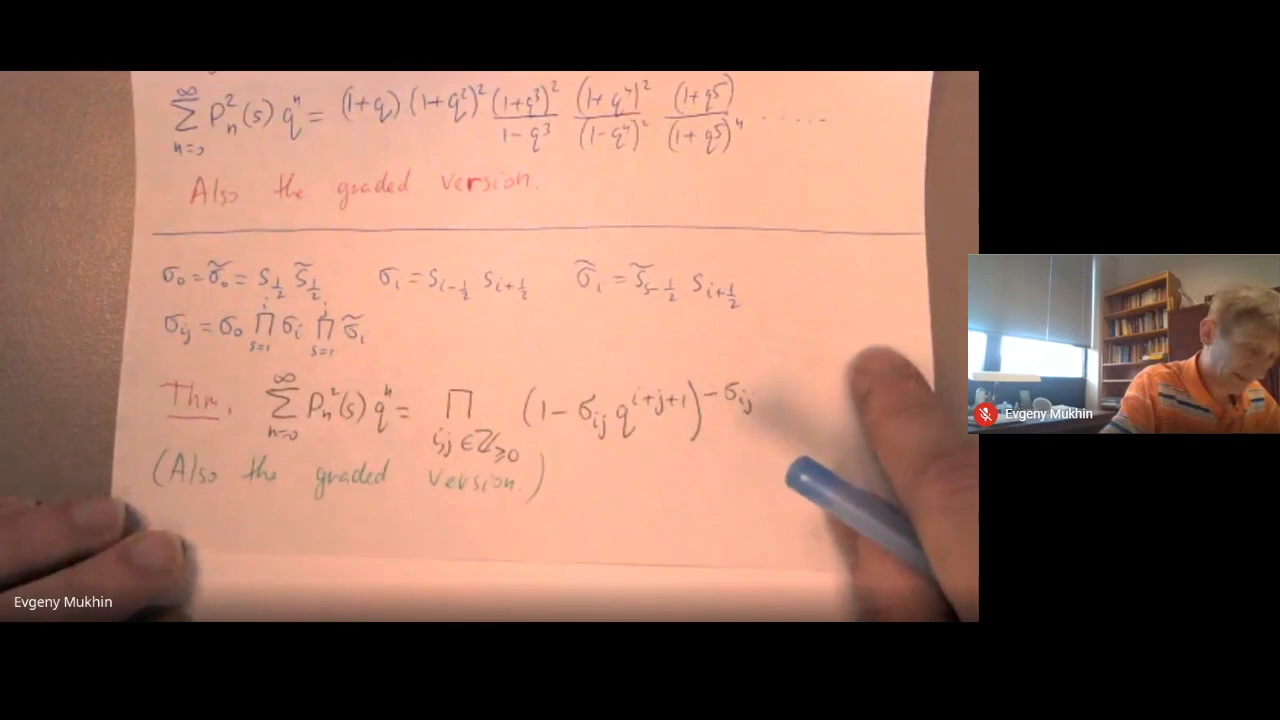 ∑_{n=0}^{∞} P_n^2(s) q^n = (1+q) (1+q^2)^2 (1+q^3)^2/(1-q^3) (1+q^4)^2/(1-q^4)^2 (1+q^5)/(1+q^5)^4 .....
Also the graded version.
σ_0 = σ̃_0 = s_{1/2} s̃_{1/2} σ_i = s_{i-1/2} s_{i+1/2} σ̃_i = s̃_{s-1/2} s_{i+1/2}
σ_{ij} = σ_0 ∏_{s=1}^{i} σ_i ∏_{s=1}^{j} σ̃_i
Thm. ∑_{n=0}^{∞} P_n^2(s) q^n = ∏_{i,j ∈ ℤ_{≥0}} (1 - σ_{ij} q^{i+j+1})^{-σ_{ij}}
(Also the graded version.)
Evgeny Mukhin
Evgeny Mukhin